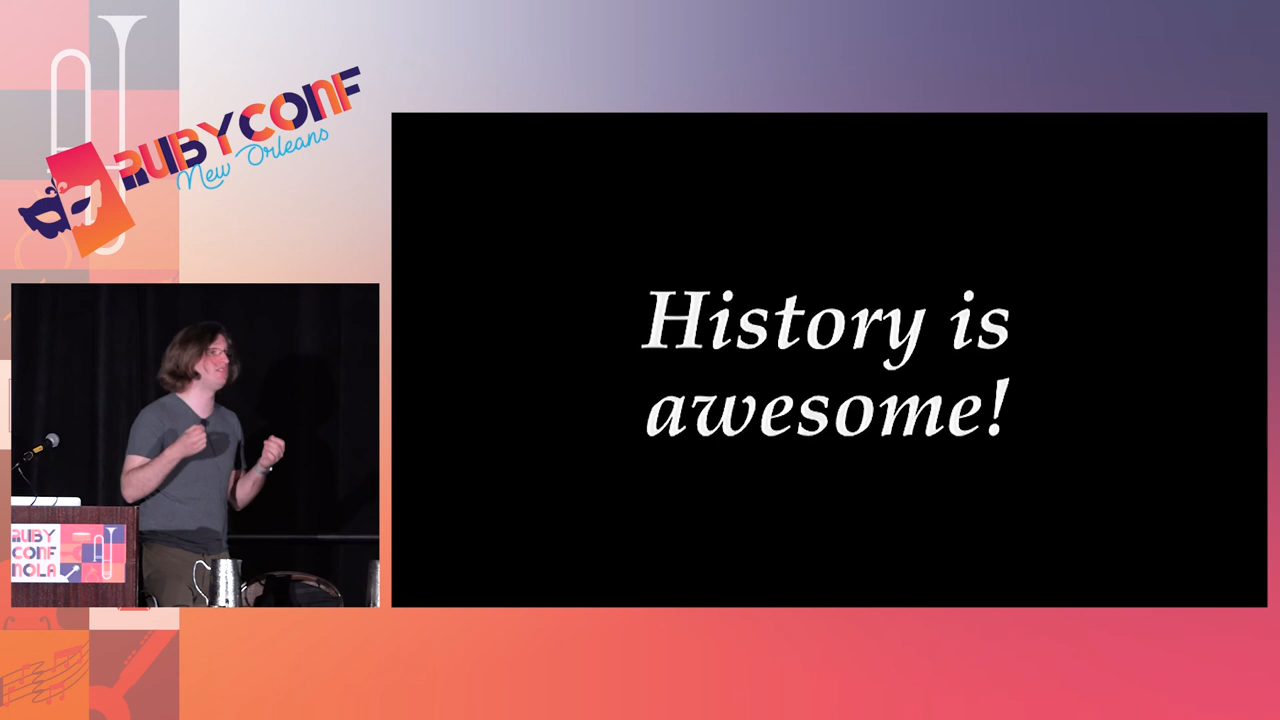 RUBYCONF
New Orleans
History is
awesome!
RUBY
CONF
NOLA